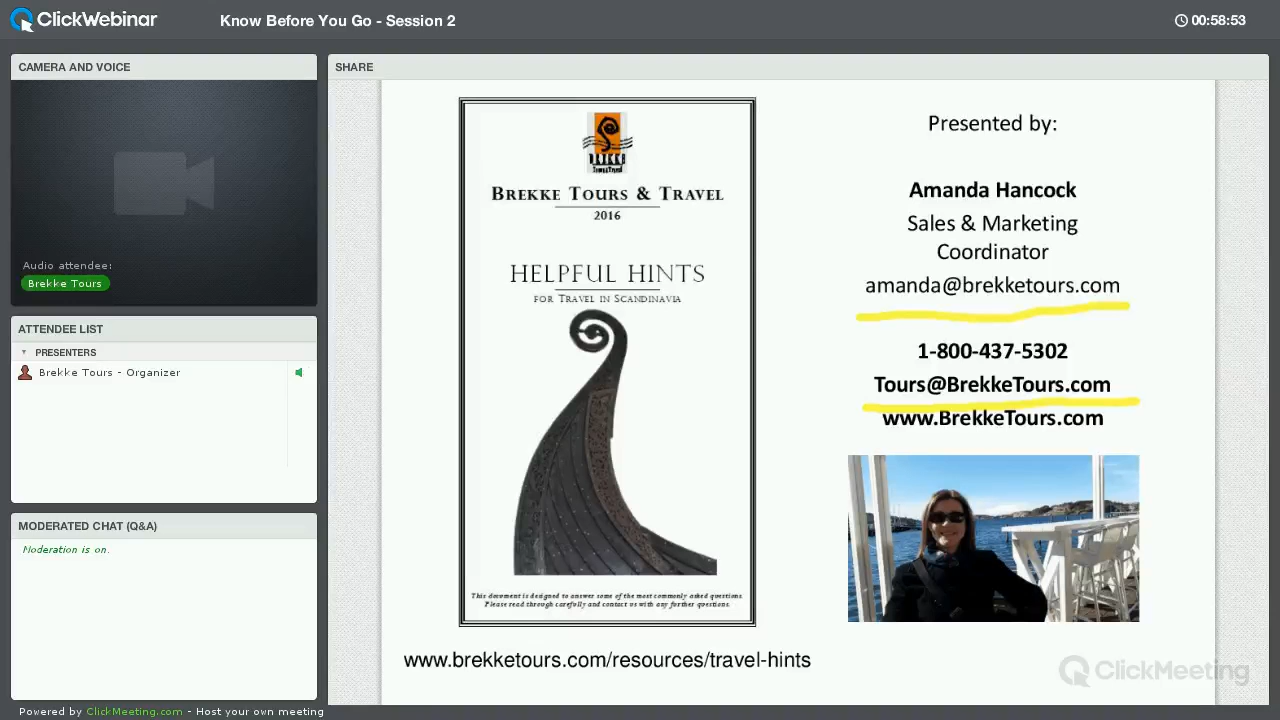 ClickWebinar
Know Before You Go - Session 2
00:58:53
CAMERA AND VOICE
Audio attendee:
Brekke Tours
ATTENDEE LIST
PRESENTERS
Brekke Tours - Organizer
MODERATED CHAT (Q&A)
Moderation is on.
SHARE
BREKKE
Tours & Travel
BREKKE TOURS & TRAVEL
2016
HELPFUL HINTS
FOR TRAVEL IN SCANDINAVIA
This document is designed to answer some of the most commonly asked questions.
Please read through carefully and contact us with any further questions.
www.brekketours.com/resources/travel-hints
Presented by:
Amanda Hancock
Sales & Marketing
Coordinator
amanda@brekketours.com
1-800-437-5302
Tours@BrekkeTours.com
www.BrekkeTours.com
ClickMeeting
Powered by ClickMeeting.com - Host your own meeting